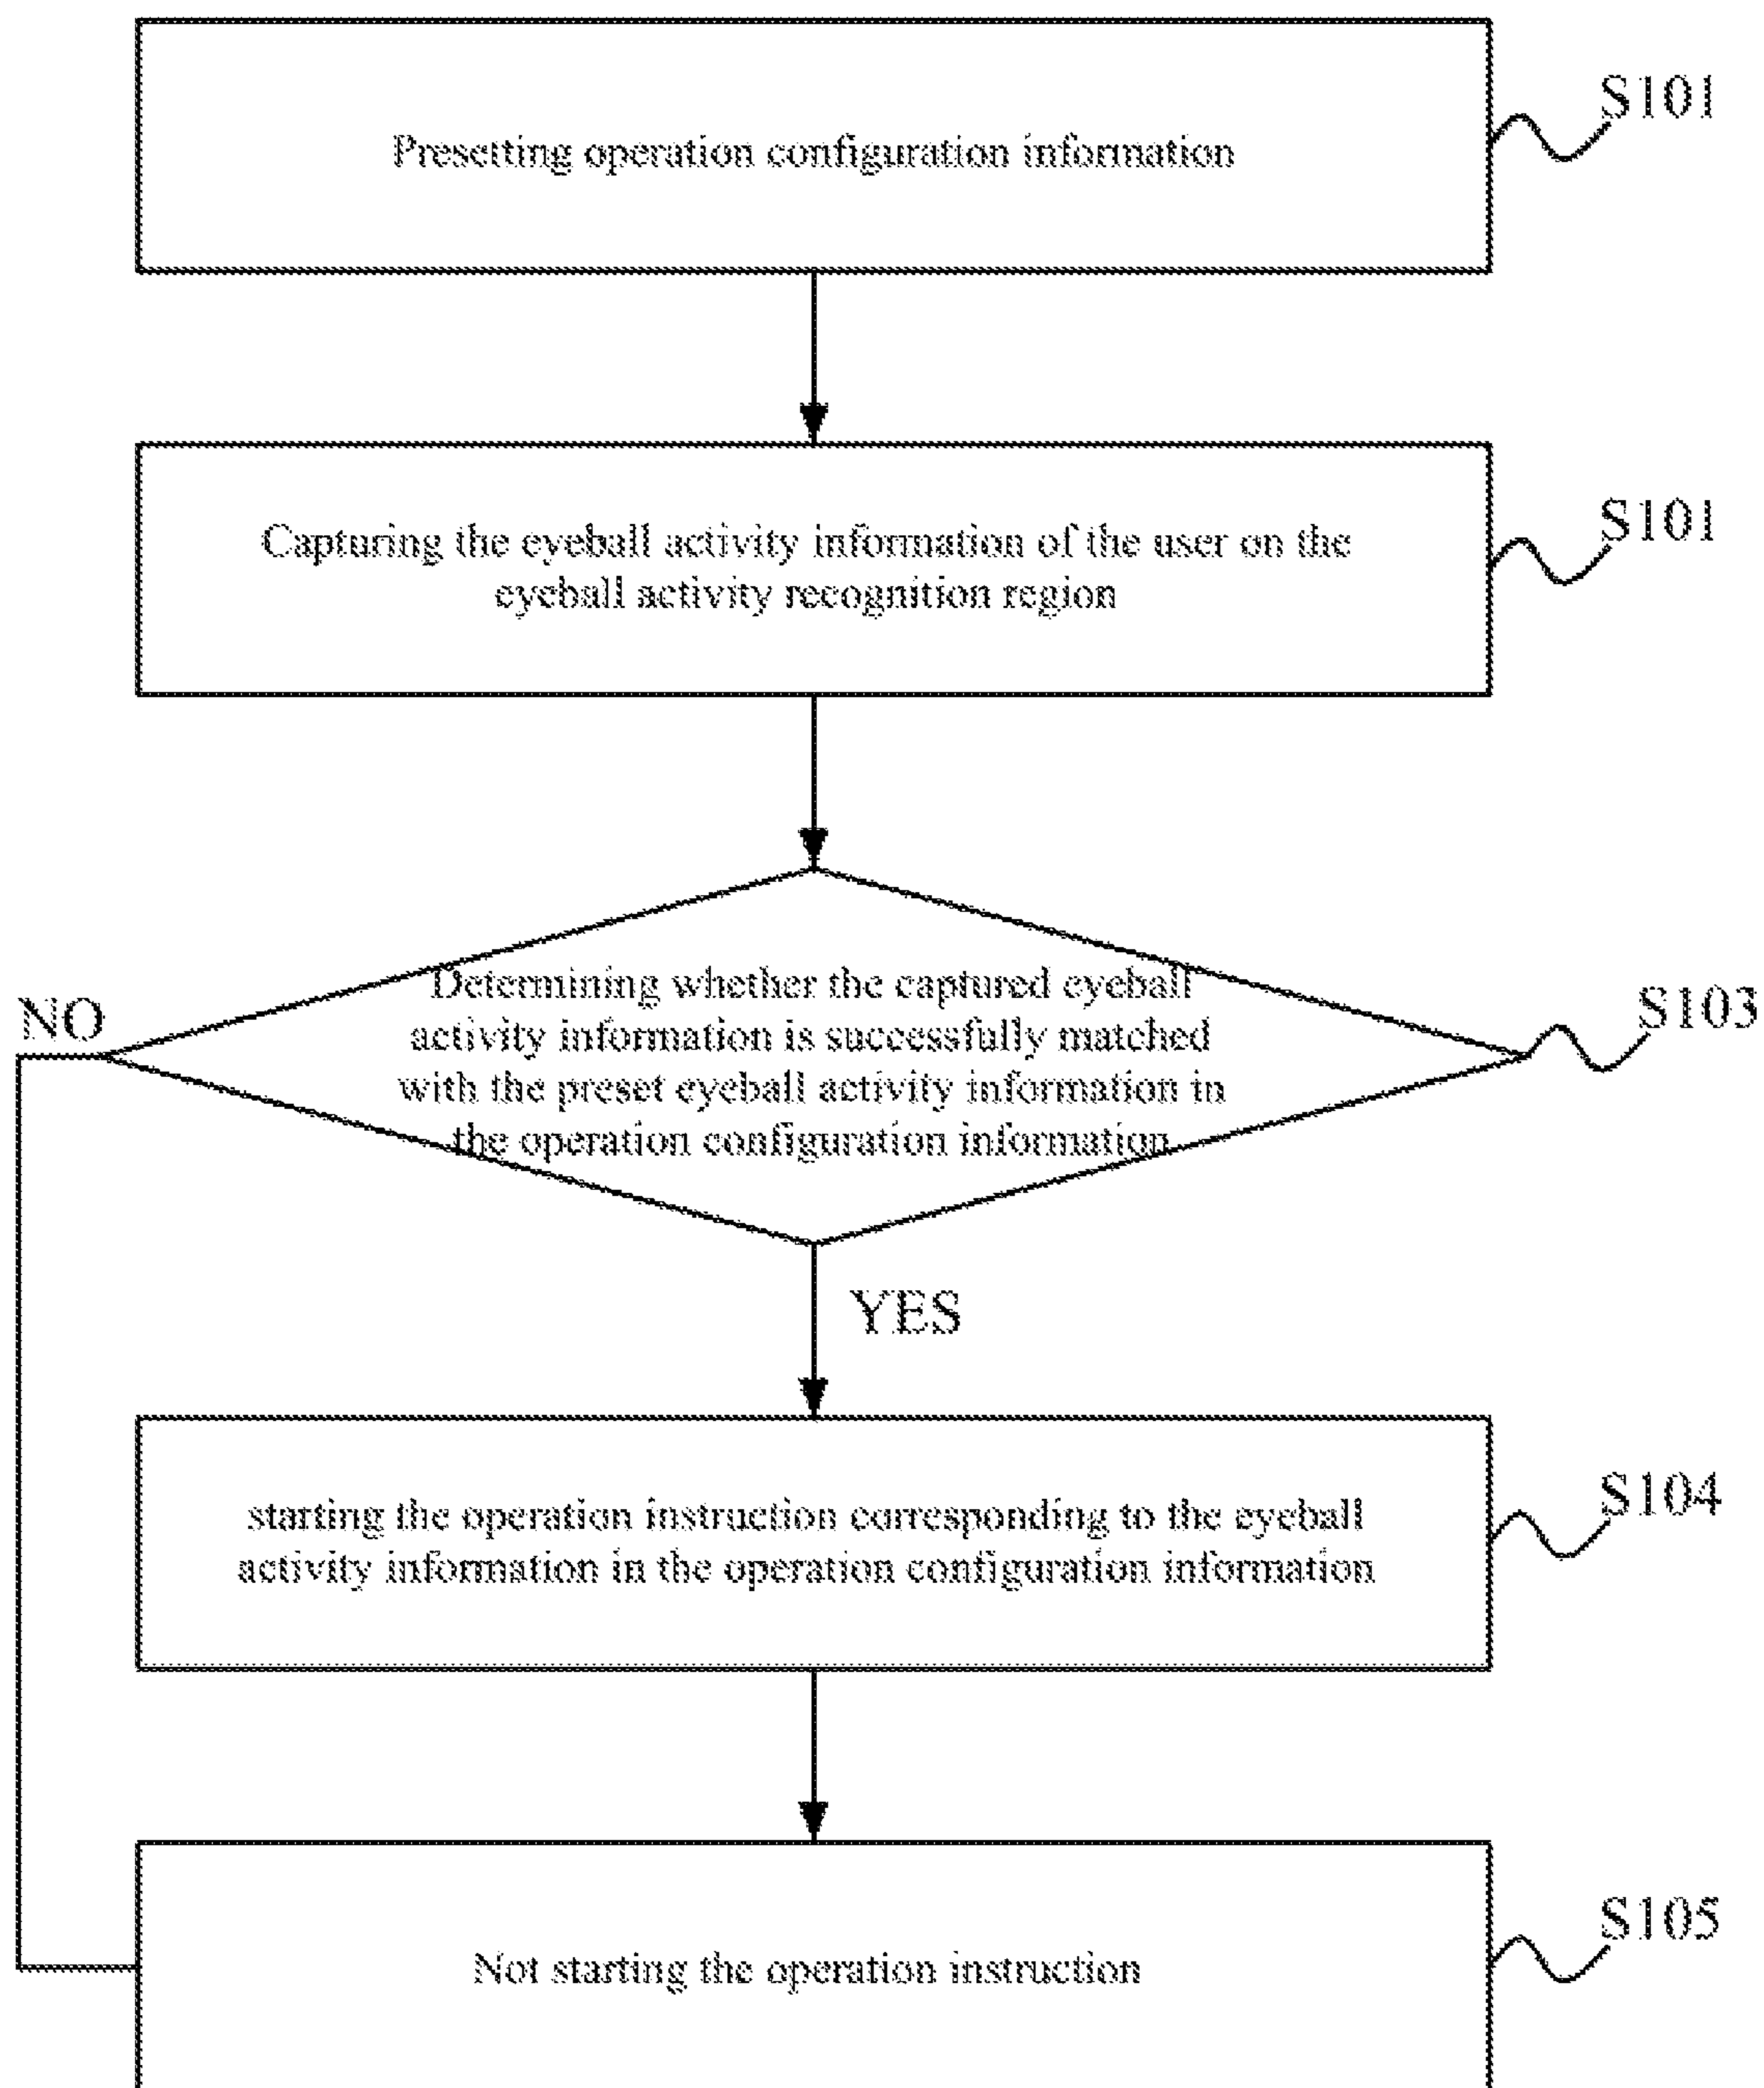 Presetting operation configuration information
S101
Capturing the eyeball activity information of the user on the
eyeball activity recognition region
S101
Determining whether the captured eyeball
activity information is successfully matched
with the preset eyeball activity information in
the operation configuration information
NO
S103
YES
starting the operation instruction corresponding to the eyeball
activity information in the operation configuration information
S104
Not starting the operation instruction
S105